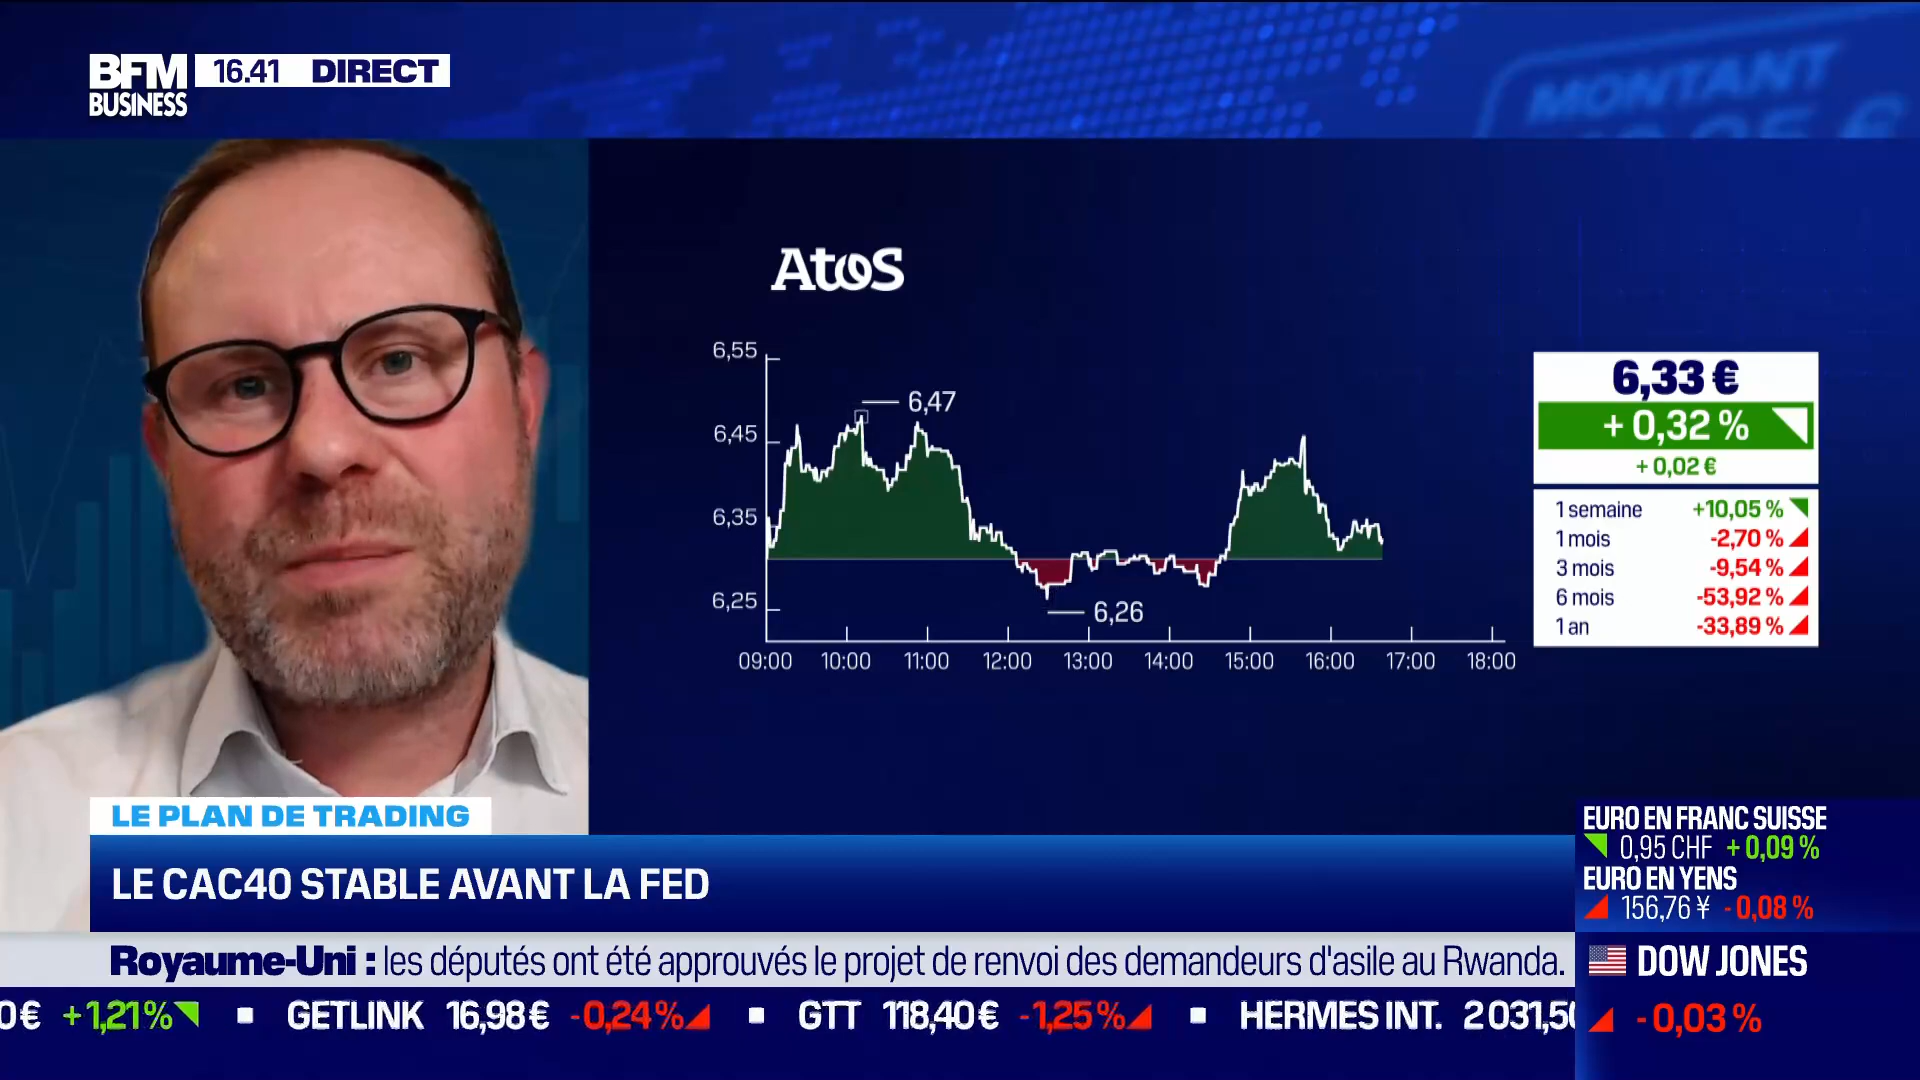 BFM
BUSINESS
16.41 DIRECT
MONTANT
Atos
6,55
6,45
6,35
6,25
6,47
6,26
09:00 10:00 11:00 12:00 13:00 14:00 15:00 16:00 17:00 18:00
6,33 €
+ 0,32 %
+ 0,02 €
1 semaine +10,05 %
1 mois -2,70 %
3 mois -9,54 %
6 mois -53,92 %
1 an -33,89 %
LE PLAN DE TRADING
LE CAC40 STABLE AVANT LA FED
EURO EN FRANC SUISSE
0,95 CHF + 0,09 %
EURO EN YENS
156,76 ¥ - 0,08 %
Royaume-Uni : les députés ont été approuvés le projet de renvoi des demandeurs d'asile au Rwanda.
DOW JONES
- 0,03 %
0€ +1,21% GETLINK 16,98€ -0,24% GTT 118,40€ -1,25% HERMES INT. 2 031,50